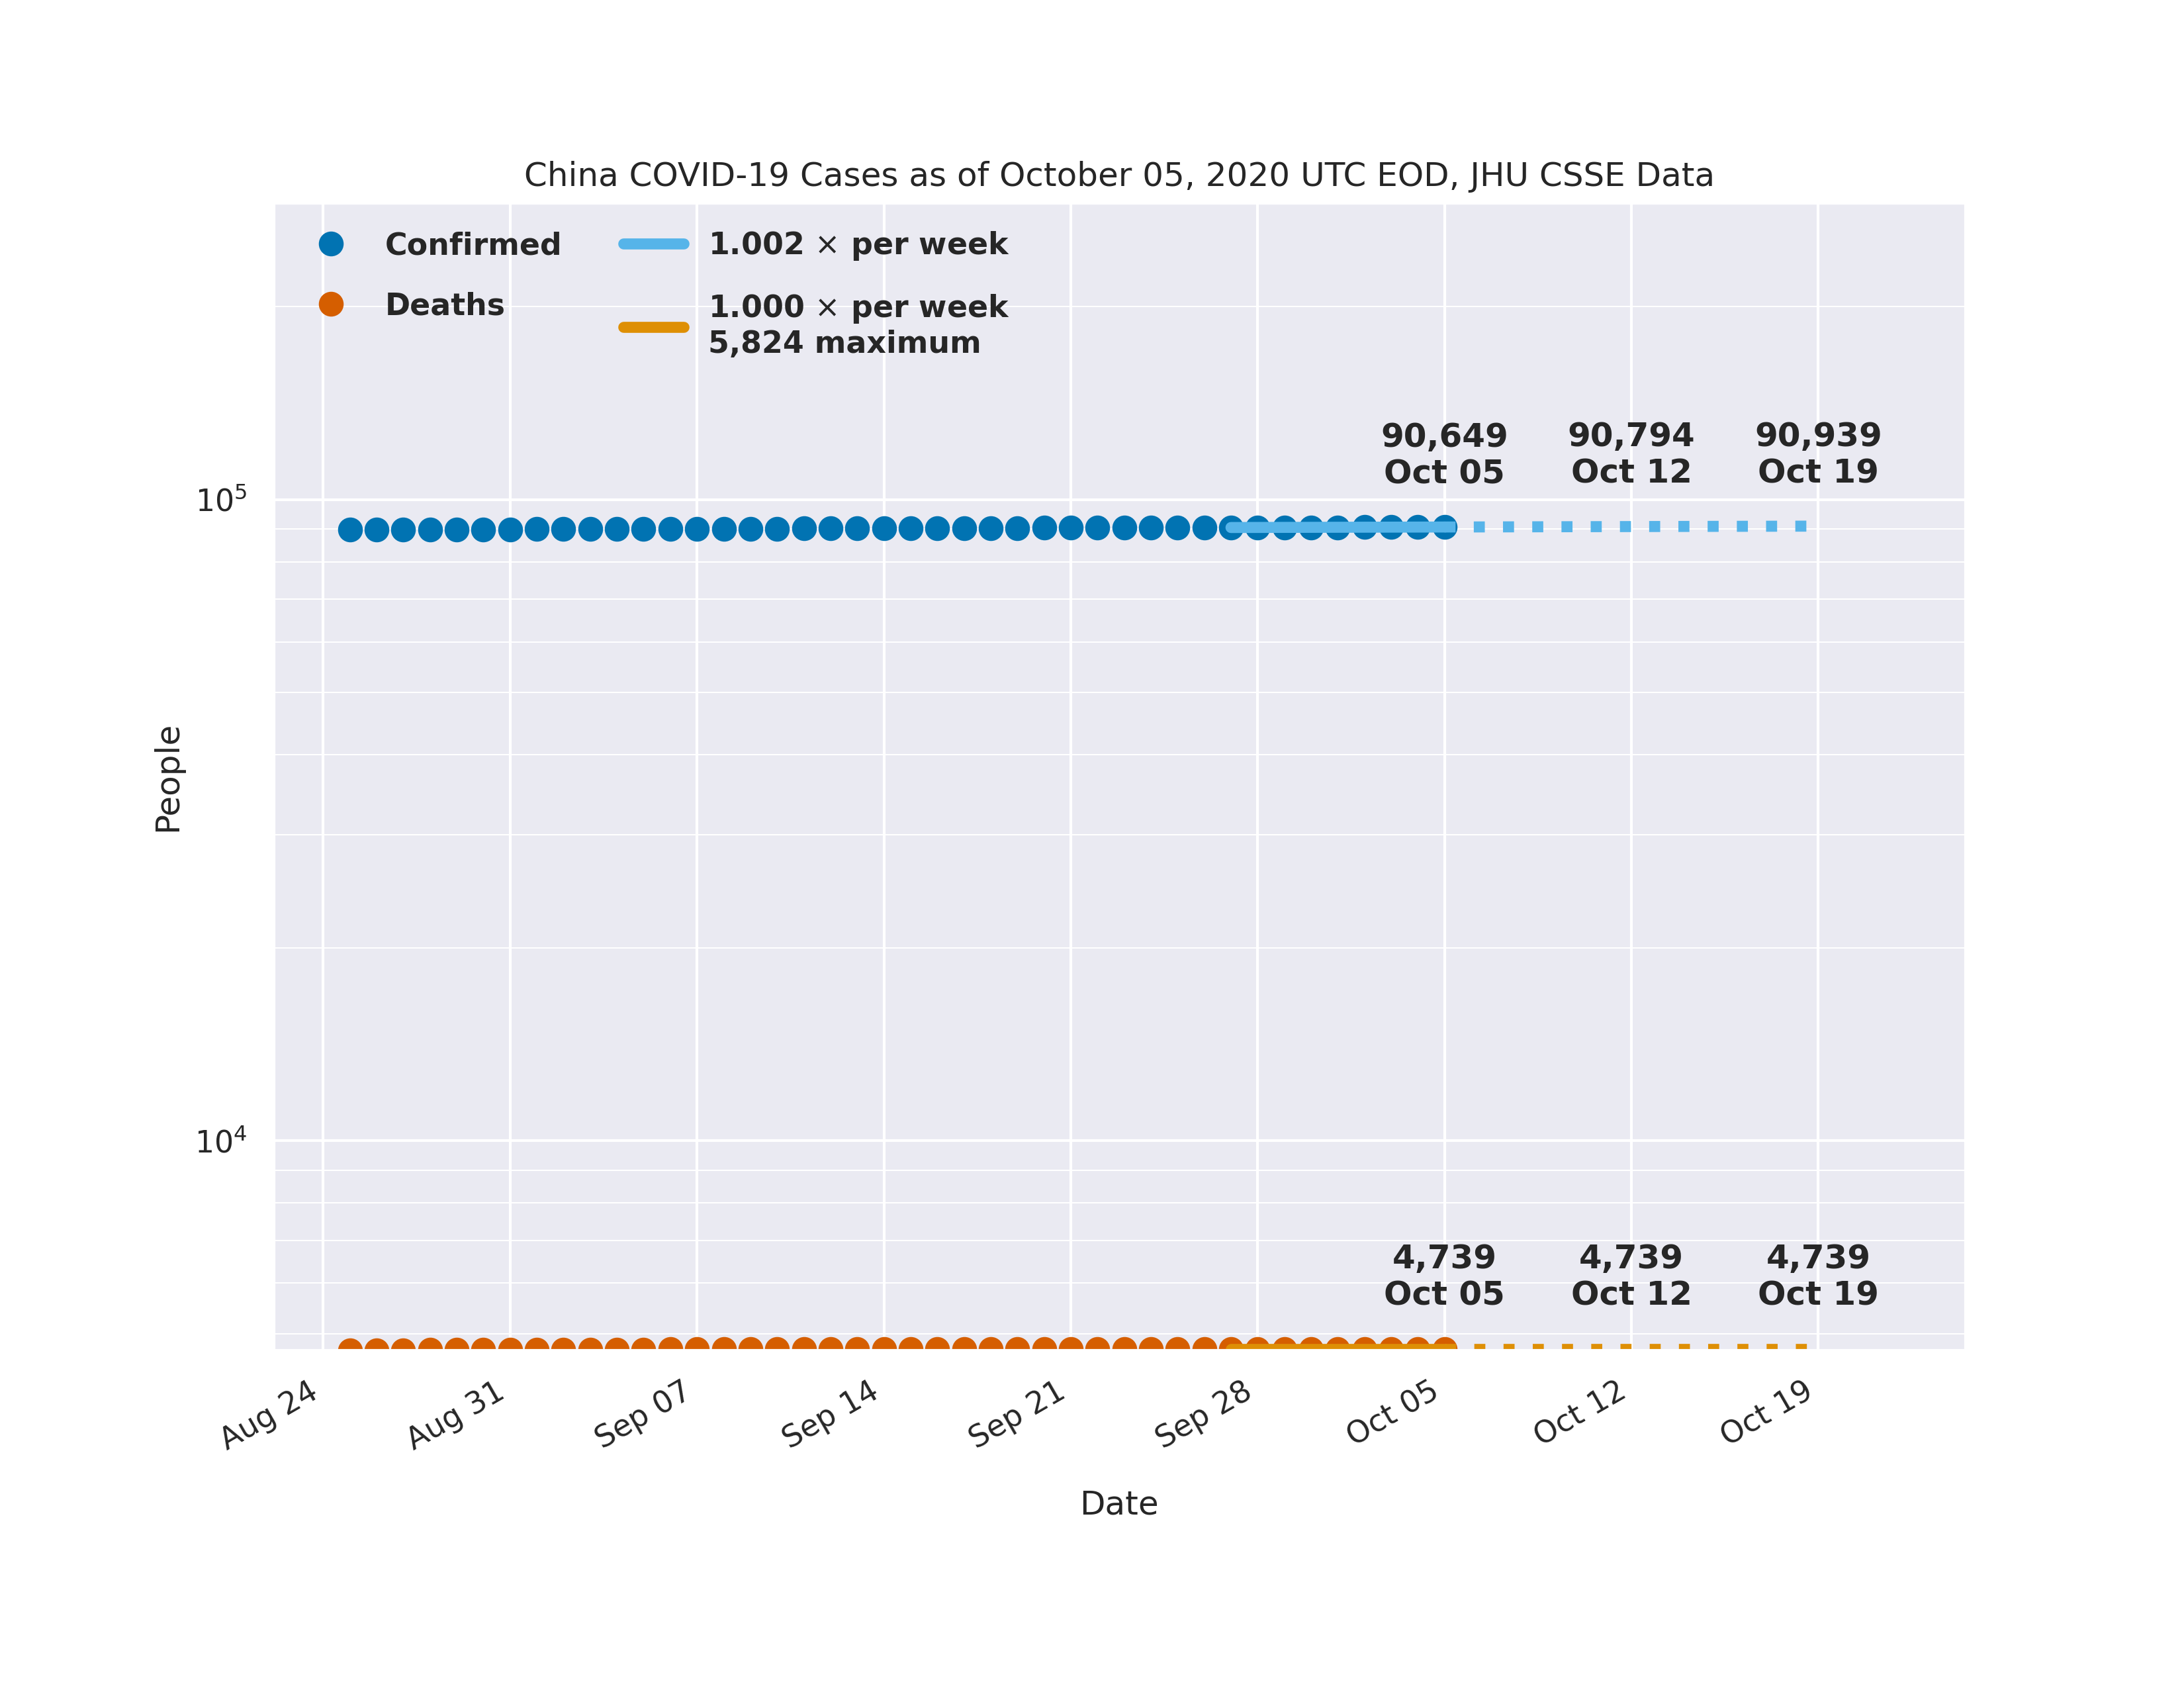 China COVID-19 Cases as of October 05, 2020 UTC EOD, JHU CSSE Data
Confirmed
Deaths
1.002 × per week
1.000 × per week
5,824 maximum
90,649
Oct 05
90,794
Oct 12
90,939
Oct 19
10⁵
People
10⁴
4,739
Oct 05
4,739
Oct 12
4,739
Oct 19
Aug 24
Aug 31
Sep 07
Sep 14
Sep 21
Sep 28
Oct 05
Oct 12
Oct 19
Date